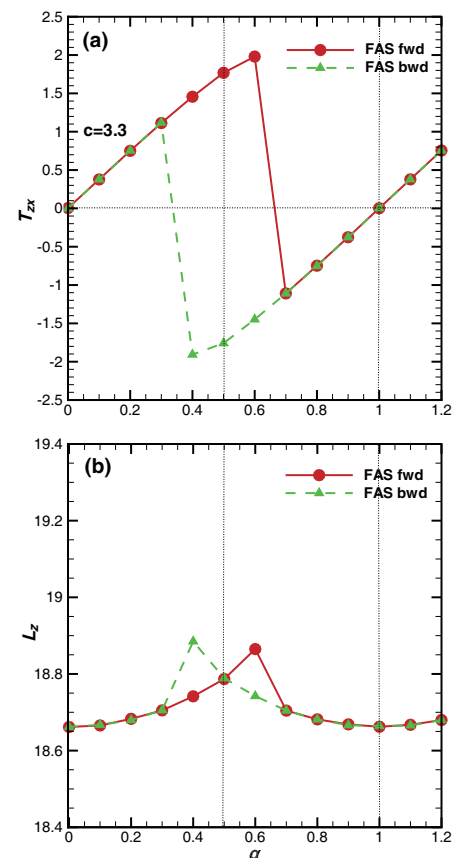 (a)
FAS fwd
FAS bwd
c=3.3
2.5
2
1.5
1
0.5
0
-0.5
-1
-1.5
-2
-2.5
T_zx
0 0.2 0.4 0.6 0.8 1 1.2
(b)
FAS fwd
FAS bwd
19.4
19.2
19
18.8
18.6
18.4
L_z
0 0.2 0.4 0.6 0.8 1 1.2
α